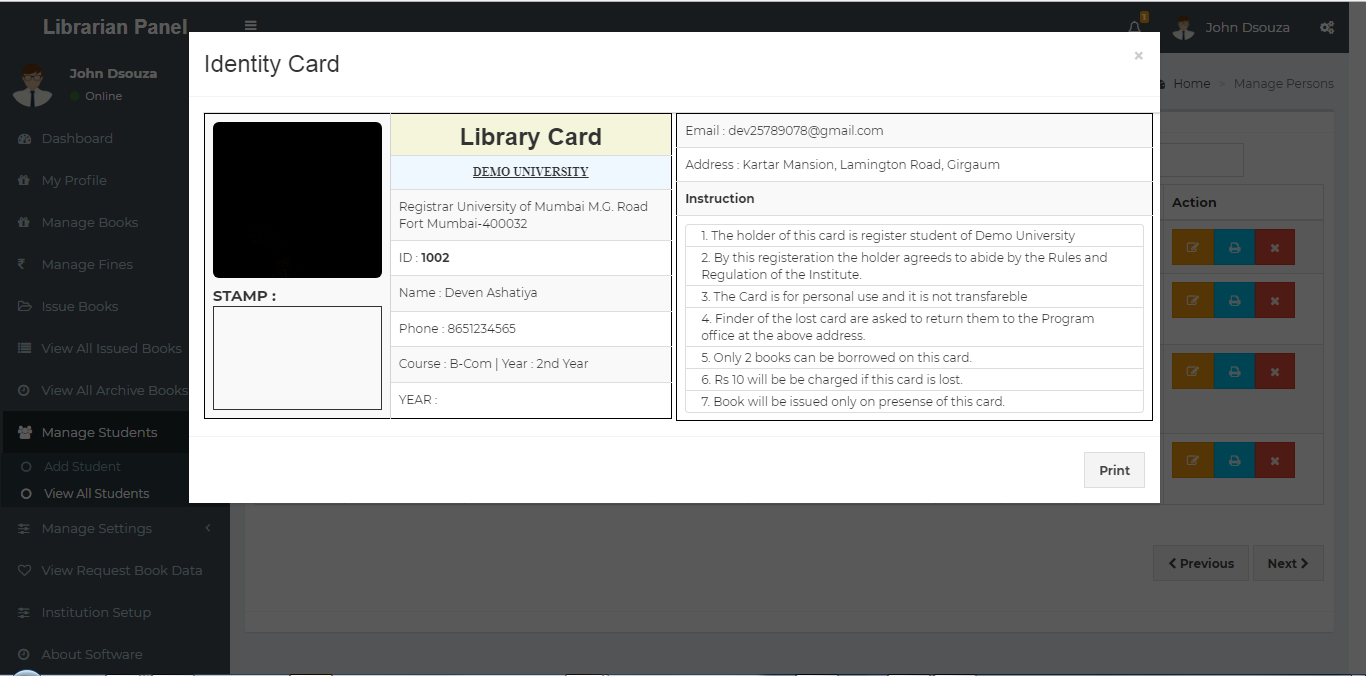 Librarian Panel
1
John Dsouza
John Dsouza
Online
Home > Manage Persons
Dashboard
My Profile
Manage Books
₹ Manage Fines
Issue Books
View All Issued Books
View All Archive Books
Manage Students
Add Student
View All Students
Manage Settings
View Request Book Data
Institution Setup
About Software
Identity Card
×
STAMP :
Library Card
DEMO UNIVERSITY
Registrar University of Mumbai M.G. Road
Fort Mumbai-400032
ID : 1002
Name : Deven Ashatiya
Phone : 8651234565
Course : B-Com | Year : 2nd Year
YEAR :
Email : dev25789078@gmail.com
Address : Kartar Mansion, Lamington Road, Girgaum
Instruction
1. The holder of this card is register student of Demo University
2. By this registeration the holder agreeds to abide by the Rules and
Regulation of the Institute.
3. The Card is for personal use and it is not transfareble
4. Finder of the lost card are asked to return them to the Program
office at the above address.
5. Only 2 books can be borrowed on this card.
6. Rs 10 will be be charged if this card is lost.
7. Book will be issued only on presense of this card.
Print
Action
Previous
Next